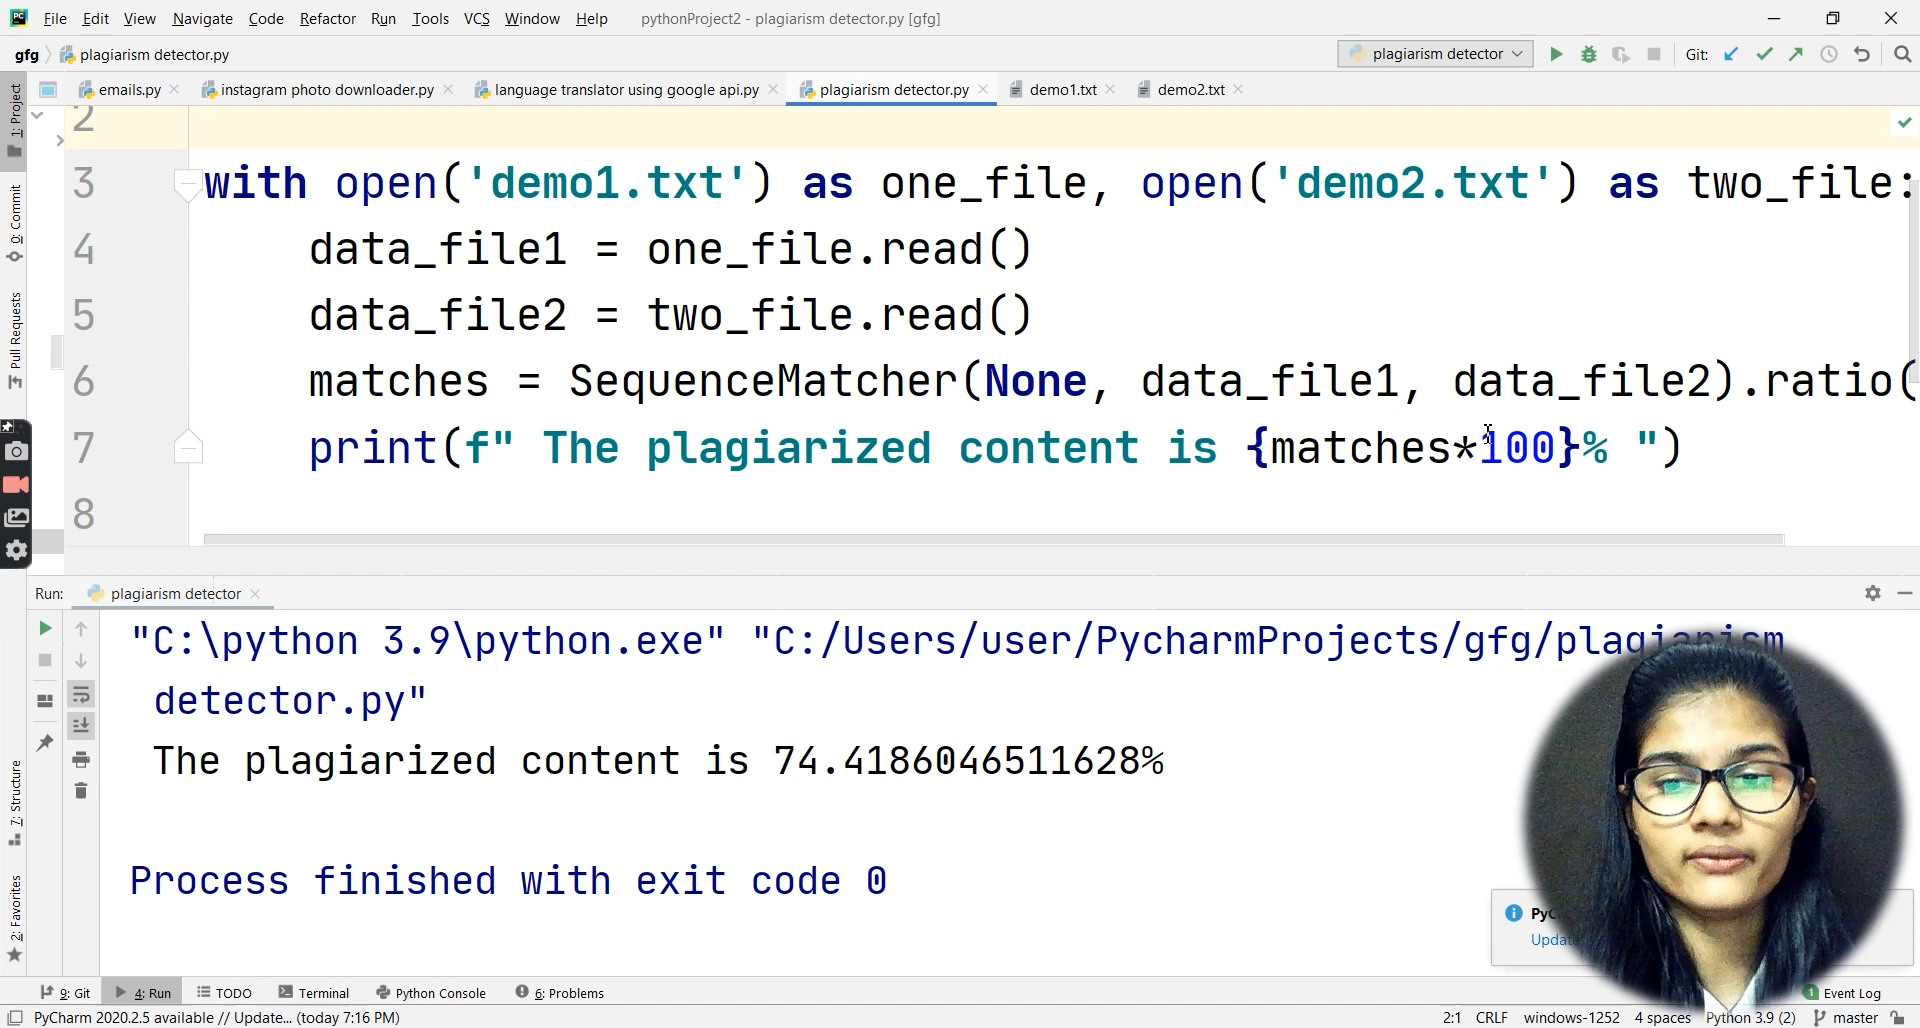 File Edit View Navigate Code Refactor Run Tools VCS Window Help pythonProject2 - plagiarism detector.py [gfg]
gfg plagiarism detector.py plagiarism detector Git:
emails.py instagram photo downloader.py language translator using google api.py plagiarism detector.py demo1.txt demo2.txt
1: Project
0: Commit
Pull Requests
7: Structure
2: Favorites
2
3 with open('demo1.txt') as one_file, open('demo2.txt') as two_file:
4 data_file1 = one_file.read()
5 data_file2 = two_file.read()
6 matches = SequenceMatcher(None, data_file1, data_file2).ratio(
7 print(f" The plagiarized content is {matches*100}% ")
8
Run: plagiarism detector
"C:\python 3.9\python.exe" "C:/Users/user/PycharmProjects/gfg/plagiarism
detector.py"
The plagiarized content is 74.4186046511628%
Process finished with exit code 0
9: Git 4: Run TODO Terminal Python Console 6: Problems 1 Event Log
PyCharm 2020.2.5 available // Update... (today 7:16 PM) 2:1 CRLF windows-1252 4 spaces Python 3.9 (2) master